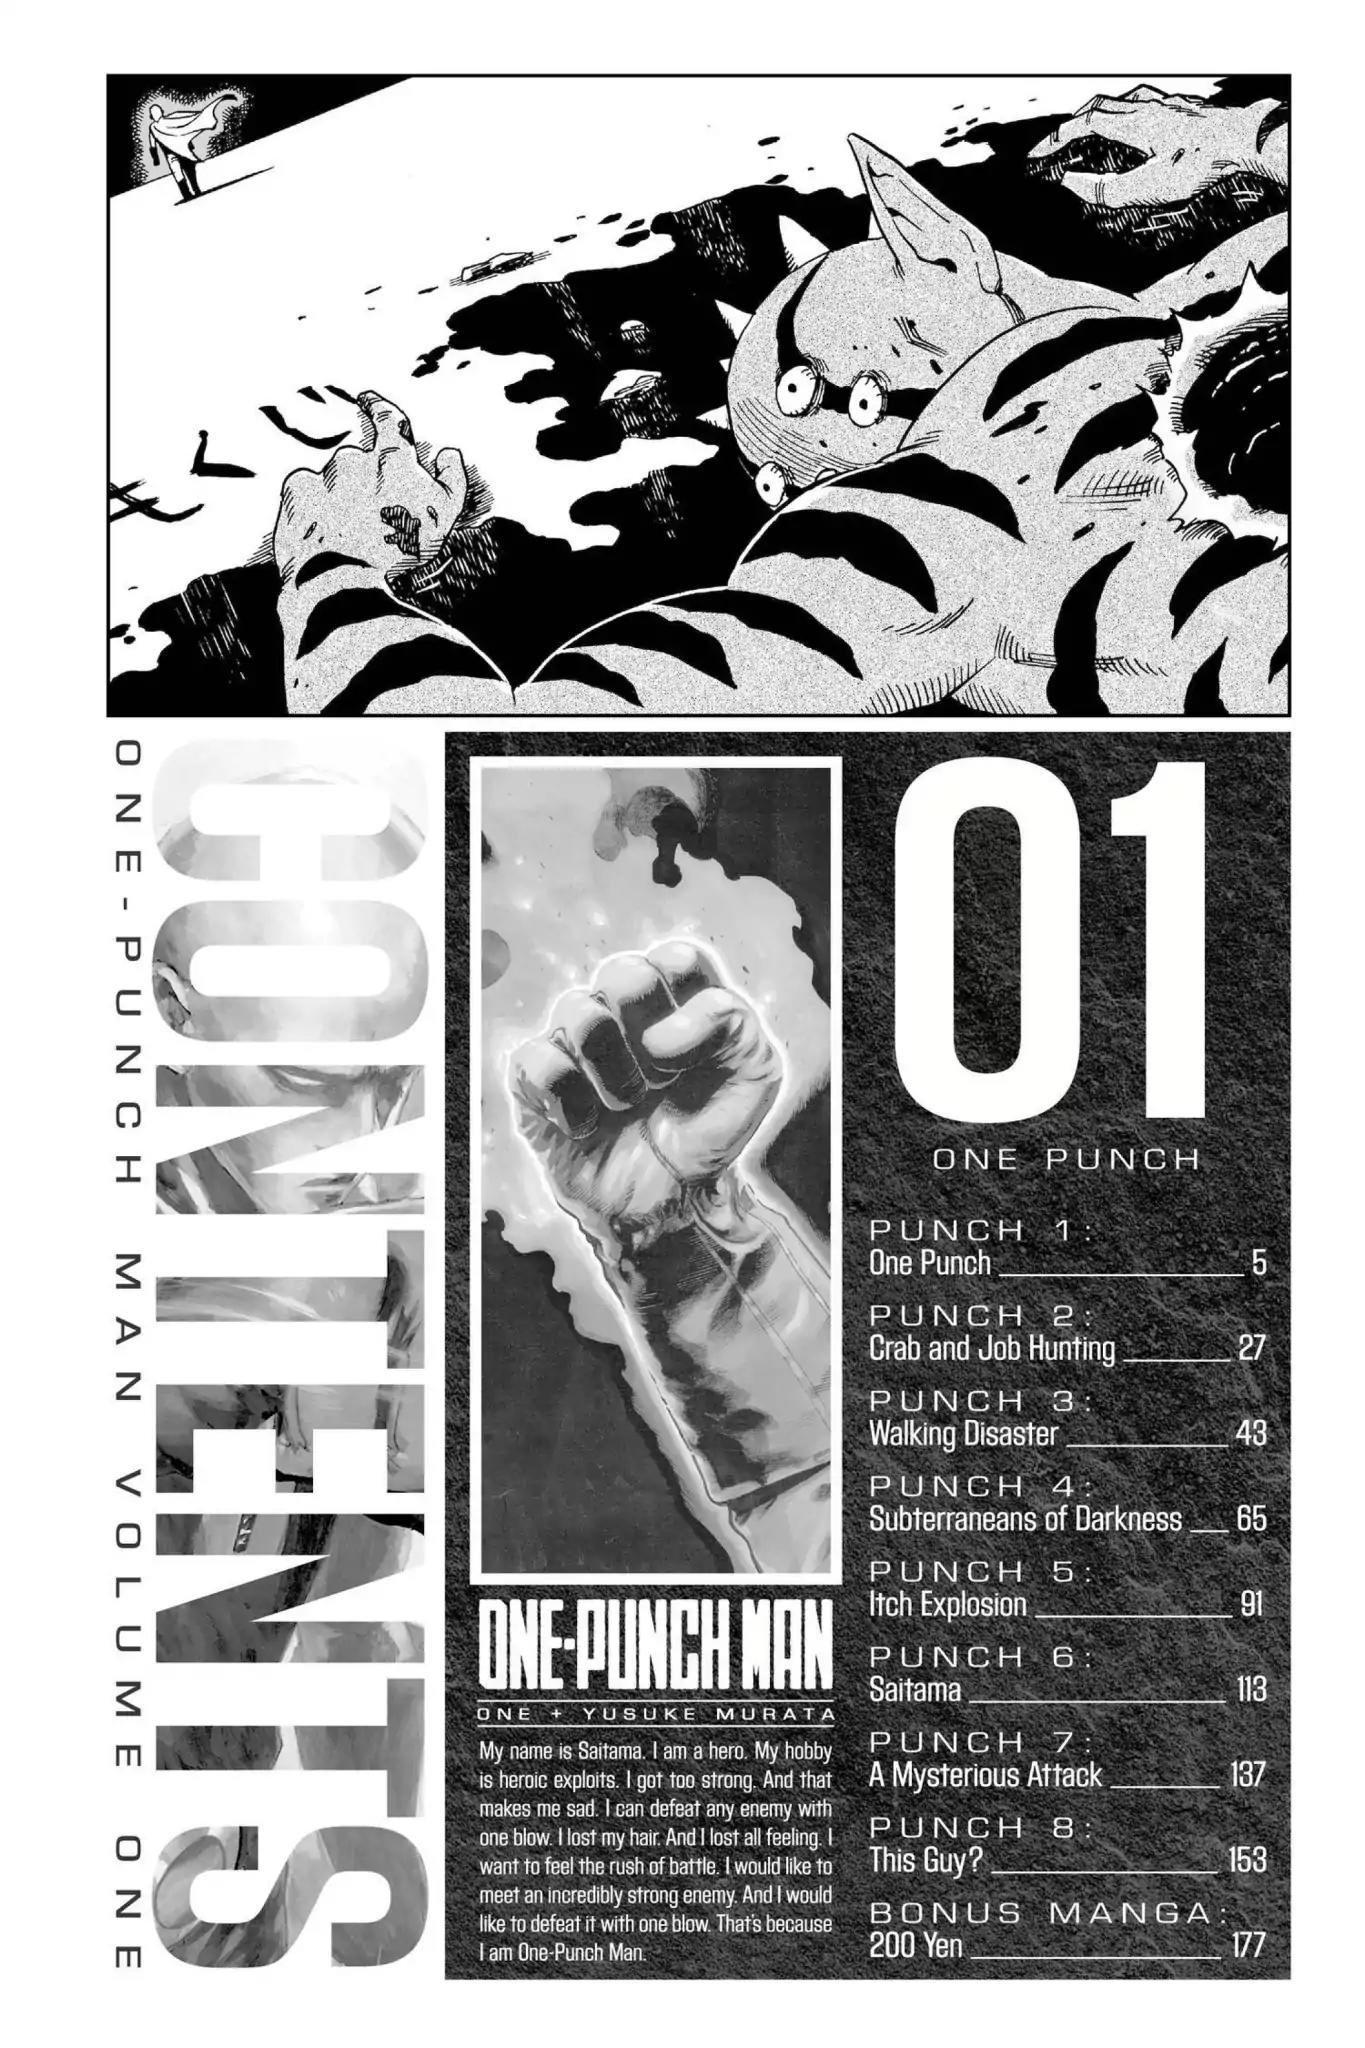 CONTENTS
ONE-PUNCH MAN VOLUME ONE
01
ONE PUNCH
PUNCH 1:
One Punch 5
PUNCH 2:
Crab and Job Hunting 27
PUNCH 3:
Walking Disaster 43
PUNCH 4:
Subterraneans of Darkness 65
PUNCH 5:
Itch Explosion 91
PUNCH 6:
Saitama 113
PUNCH 7:
A Mysterious Attack 137
PUNCH 8:
This Guy? 153
BONUS MANGA:
200 Yen 177
ONE-PUNCH MAN
ONE + YUSUKE MURATA
My name is Saitama. I am a hero. My hobby
is heroic exploits. I got too strong. And that
makes me sad. I can defeat any enemy with
one blow. I lost my hair. And I lost all feeling. I
want to feel the rush of battle. I would like to
meet an incredibly strong enemy. And I would
like to defeat it with one blow. That's because
I am One-Punch Man.